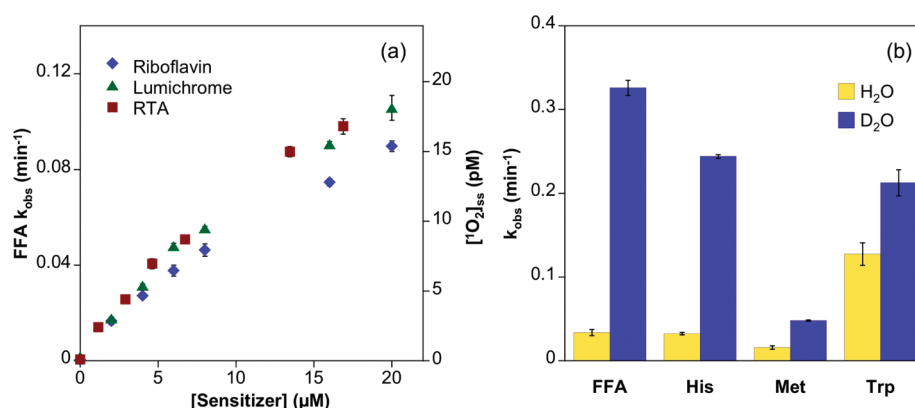 (a)
Riboflavin
Lumichrome
RTA
FFA k_obs (min⁻¹)
0.12
0.08
0.04
0
20
15
10
5
0
[¹O₂]ss (pM)
0 5 10 15 20
[Sensitizer] (µM)
(b)
H₂O
D₂O
k_obs (min⁻¹)
0.4
0.3
0.2
0.1
0
FFA His Met Trp